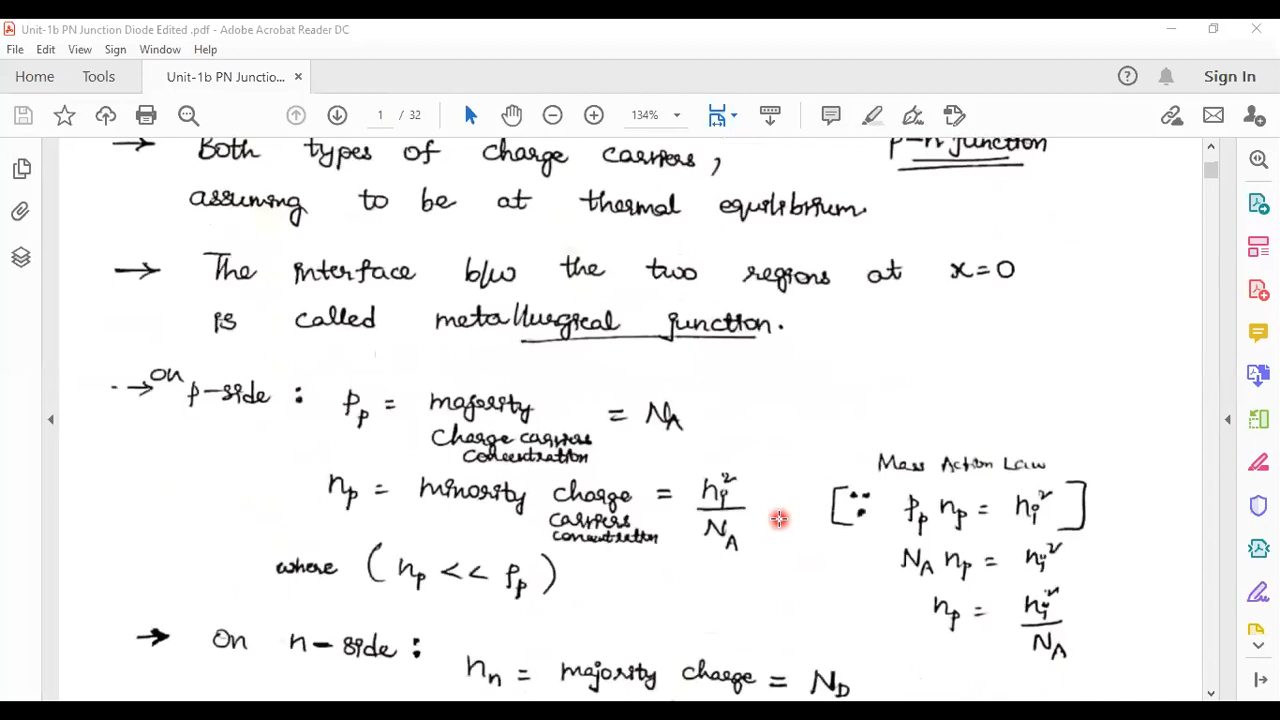 Unit-1b PN Junction Diode Edited .pdf - Adobe Acrobat Reader DC
File Edit View Sign Window Help
Home Tools Unit-1b PN Junctio... × Sign In
1 / 32 134%
→ Both types of charge carriers, p-n junction
assuming to be at thermal equilibrium.
→ The interface b/w the two regions at x=0
is called metallurgical junction.
→ On p-side : Pp = majority = NA
charge carriers
concentration
Mass Action Law
np = minority charge = ni² / NA [∵ Pp np = ni²]
carriers
concentration
NA np = ni²
where (np << Pp)
np = ni² / NA
→ On n-side :
nn = majority charge = ND